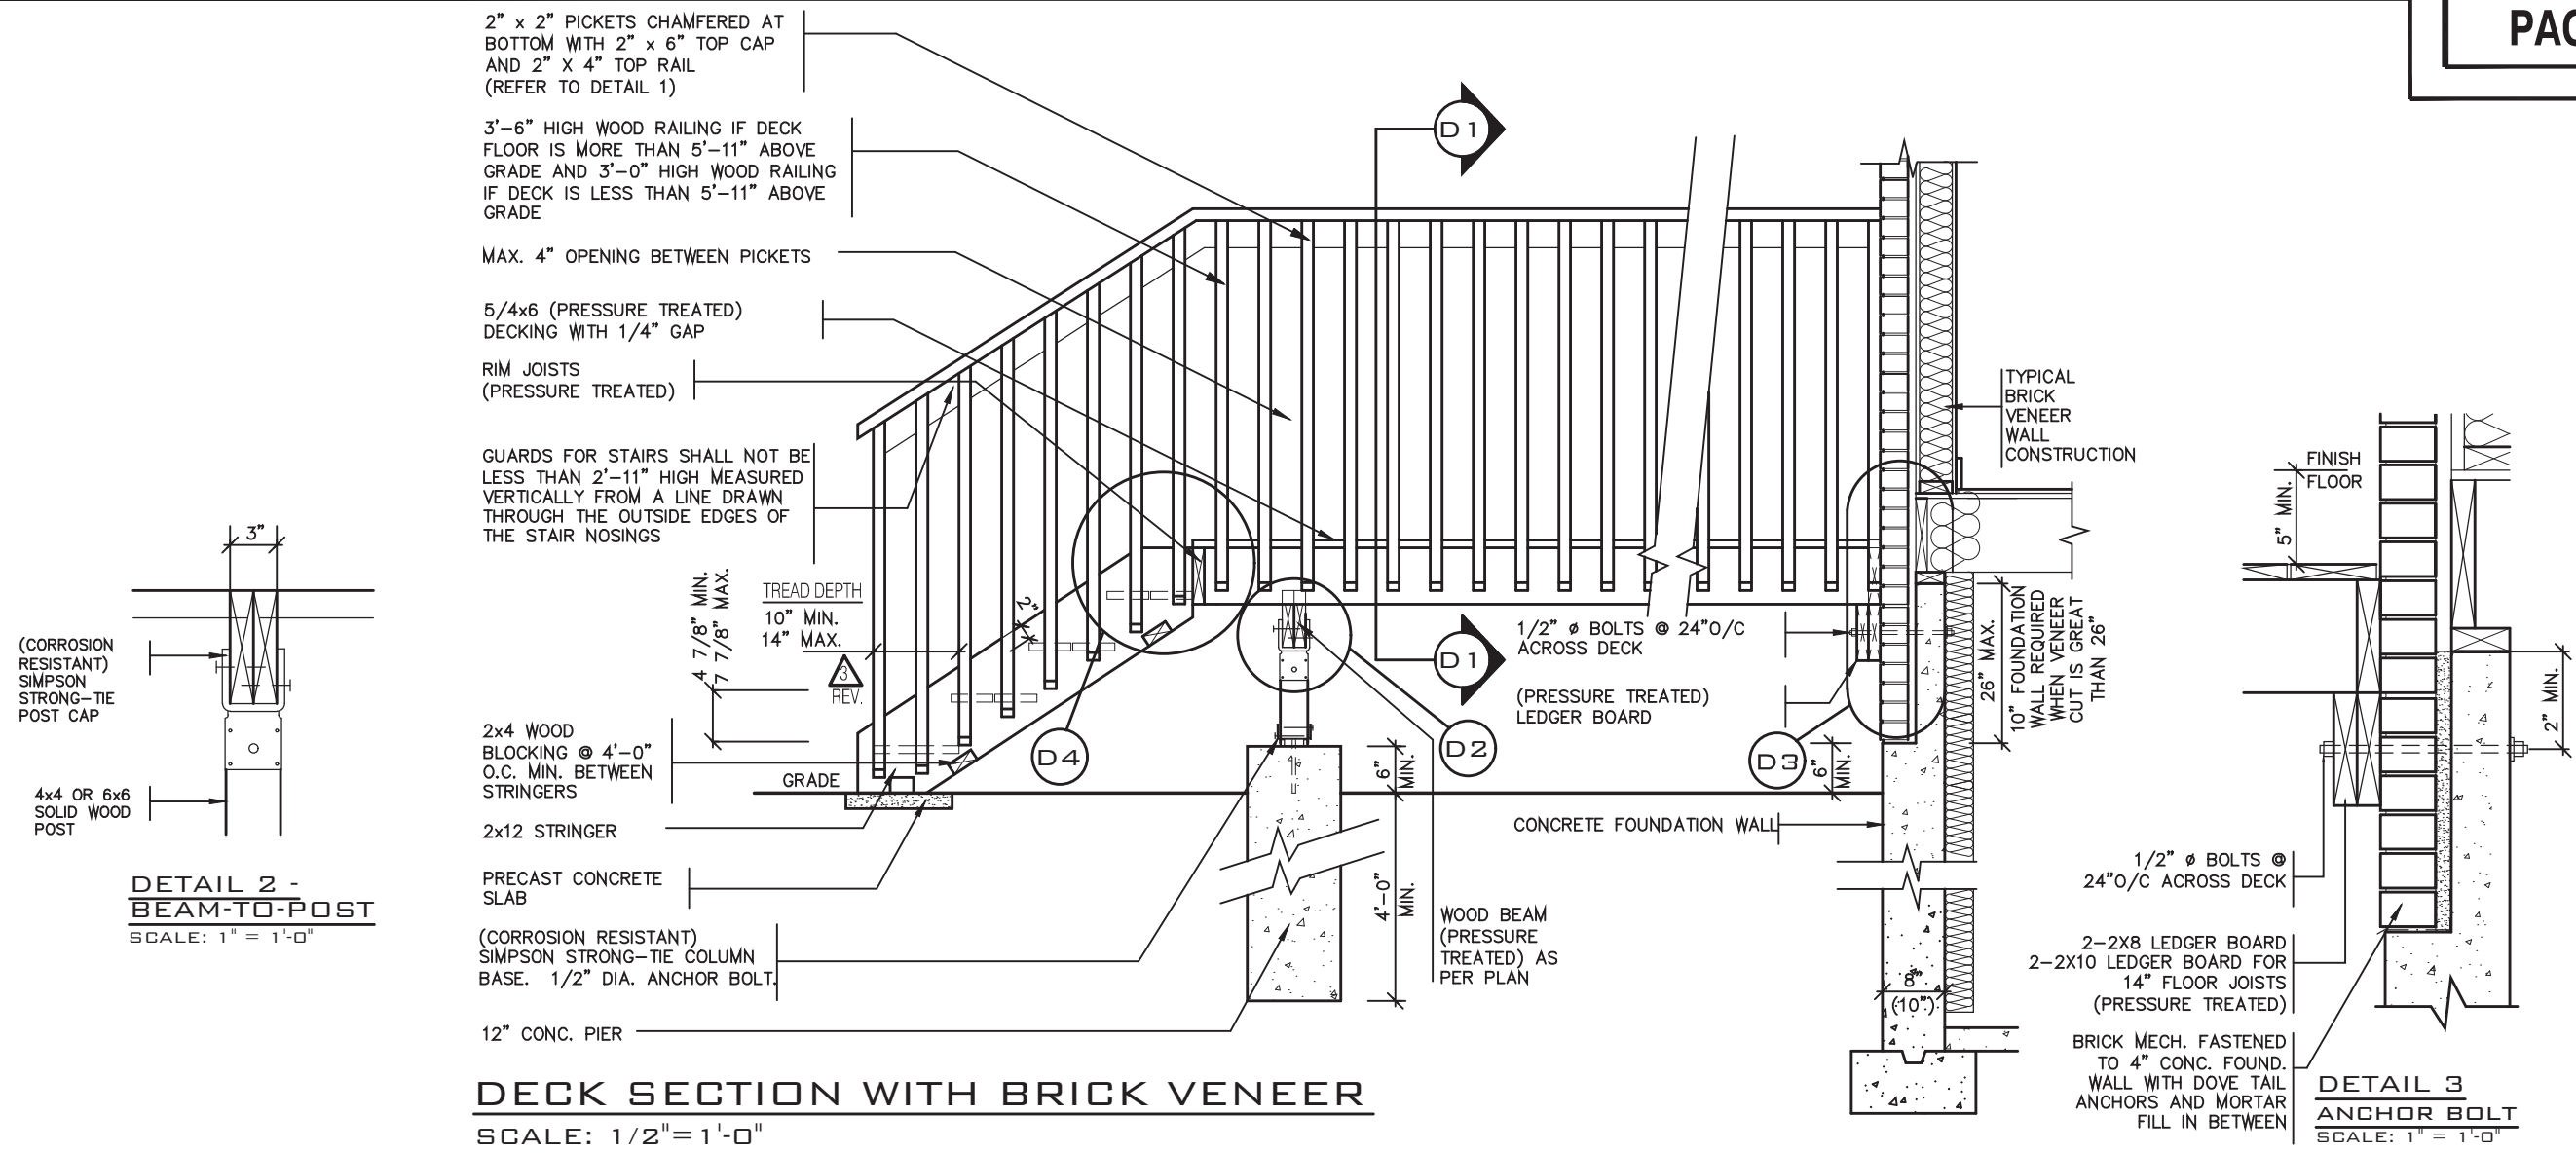 PAG
2” x 2” PICKETS CHAMFERED AT
BOTTOM WITH 2” x 6” TOP CAP
AND 2” X 4” TOP RAIL
(REFER TO DETAIL 1)
3’-6” HIGH WOOD RAILING IF DECK
FLOOR IS MORE THAN 5’-11” ABOVE
GRADE AND 3’-0” HIGH WOOD RAILING
IF DECK IS LESS THAN 5’-11” ABOVE
GRADE
MAX. 4” OPENING BETWEEN PICKETS
5/4x6 (PRESSURE TREATED)
DECKING WITH 1/4” GAP
RIM JOISTS
(PRESSURE TREATED)
GUARDS FOR STAIRS SHALL NOT BE
LESS THAN 2’-11” HIGH MEASURED
VERTICALLY FROM A LINE DRAWN
THROUGH THE OUTSIDE EDGES OF
THE STAIR NOSINGS
4 7/8” MIN.
7 7/8” MAX.
TREAD DEPTH
10” MIN.
14” MAX.
3
REV.
2”
2x4 WOOD
BLOCKING @ 4’-0”
O.C. MIN. BETWEEN
STRINGERS
GRADE
2x12 STRINGER
PRECAST CONCRETE
SLAB
(CORROSION RESISTANT)
SIMPSON STRONG-TIE COLUMN
BASE. 1/2” DIA. ANCHOR BOLT.
12” CONC. PIER
D1
D1
D4
D2
D3
1/2” ø BOLTS @ 24”O/C
ACROSS DECK
(PRESSURE TREATED)
LEDGER BOARD
6”
MIN.
4’-0”
MIN.
6”
MIN.
WOOD BEAM
(PRESSURE
TREATED) AS
PER PLAN
CONCRETE FOUNDATION WALL
8”
(10”)
TYPICAL
BRICK
VENEER
WALL
CONSTRUCTION
26” MAX.
10” FOUNDATION
WALL REQUIRED
WHEN VENEER
CUT IS GREAT
THAN 26”
DECK SECTION WITH BRICK VENEER
SCALE: 1/2"=1'-0"
3”
(CORROSION
RESISTANT)
SIMPSON
STRONG-TIE
POST CAP
4x4 OR 6x6
SOLID WOOD
POST
DETAIL 2 -
BEAM-TO-POST
SCALE: 1" = 1'-0"
FINISH
FLOOR
5” MIN.
2” MIN.
1/2” ø BOLTS @
24”O/C ACROSS DECK
2-2X8 LEDGER BOARD
2-2X10 LEDGER BOARD FOR
14” FLOOR JOISTS
(PRESSURE TREATED)
BRICK MECH. FASTENED
TO 4” CONC. FOUND.
WALL WITH DOVE TAIL
ANCHORS AND MORTAR
FILL IN BETWEEN
DETAIL 3
ANCHOR BOLT
SCALE: 1" = 1'-0"